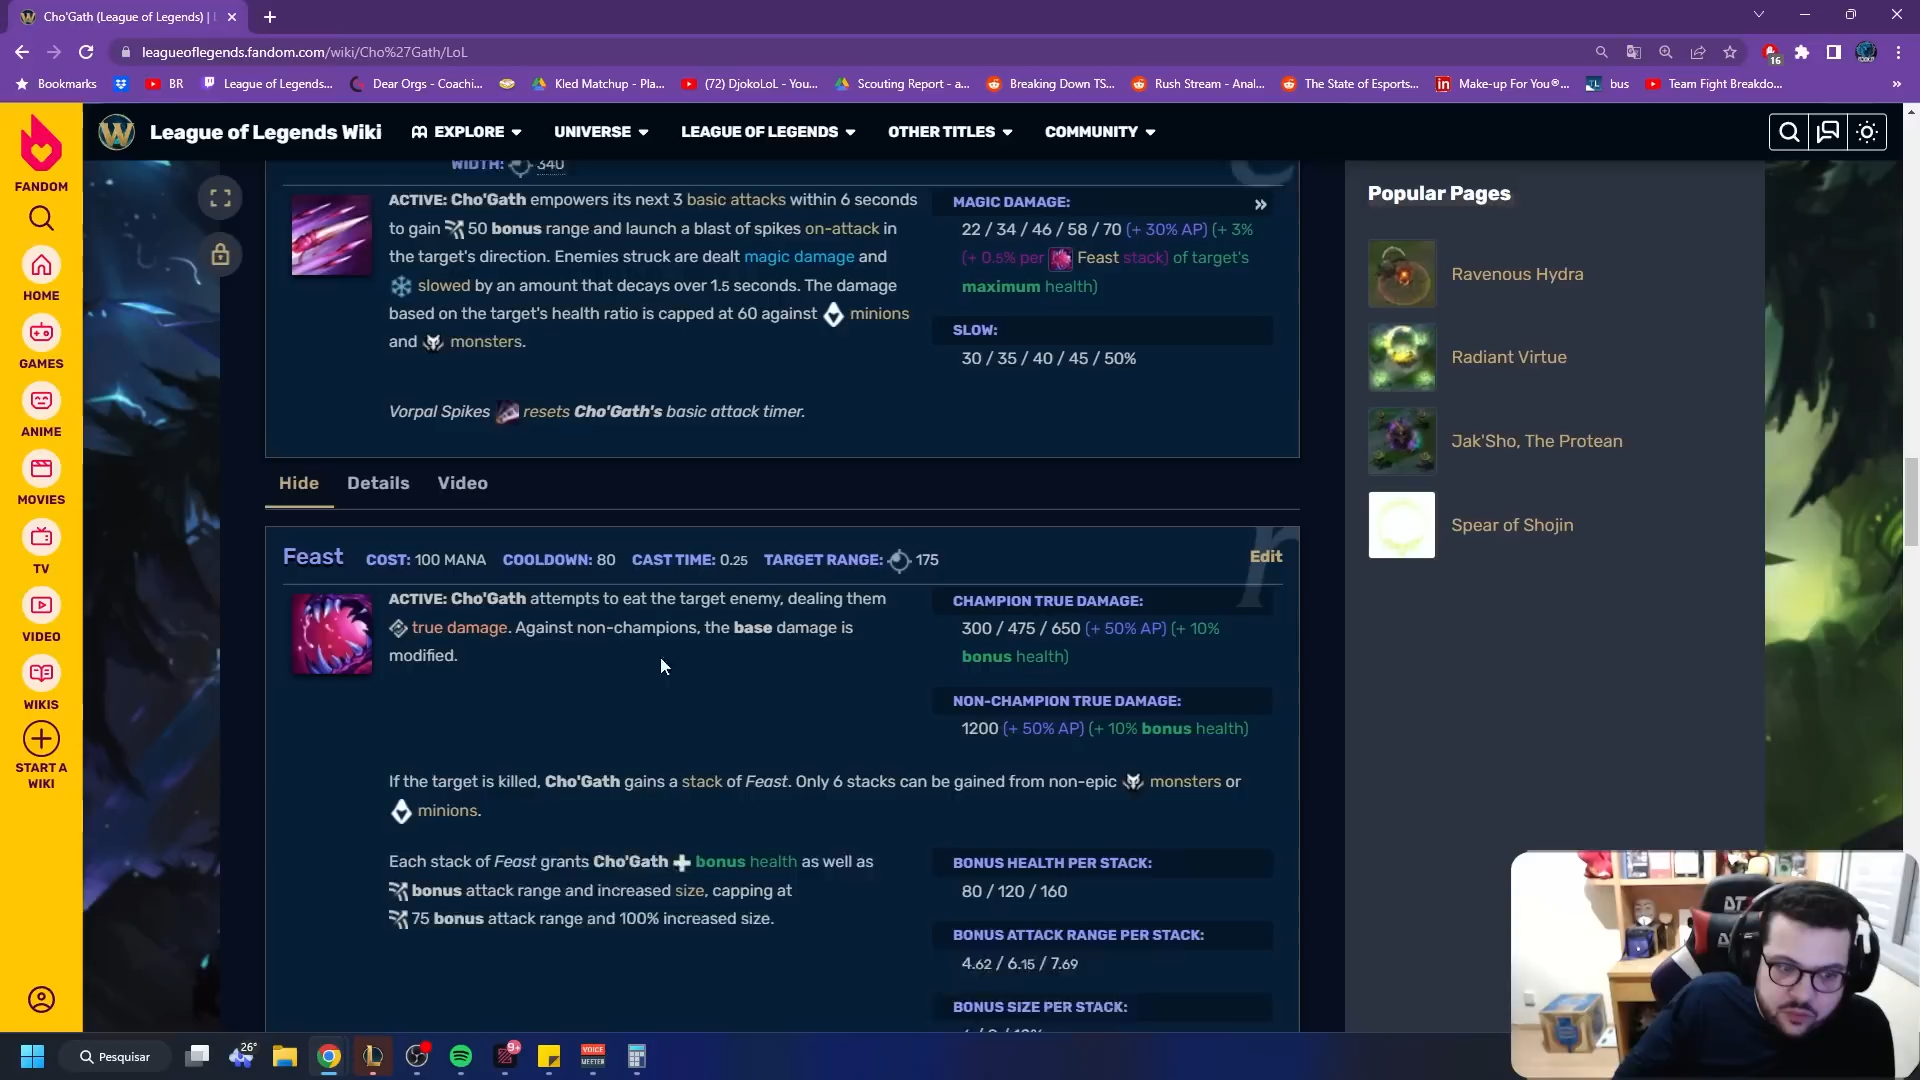 Cho'Gath (League of Legends) |
leagueoflegends.fandom.com/wiki/Cho%27Gath/LoL
16
Bookmarks
BR
League of Legends...
Dear Orgs - Coachi...
Kled Matchup - Pla...
(72) DjokoLoL - You...
Scouting Report - a...
Breaking Down TS...
Rush Stream - Anal...
The State of Esports...
Make-up For You®...
bus
Team Fight Breakdo...
League of Legends Wiki
EXPLORE
UNIVERSE
LEAGUE OF LEGENDS
OTHER TITLES
COMMUNITY
FANDOM
HOME
GAMES
ANIME
MOVIES
TV
VIDEO
WIKIS
START A
WIKI
WIDTH: 340
ACTIVE: Cho'Gath empowers its next 3 basic attacks within 6 seconds
to gain 50 bonus range and launch a blast of spikes on-attack in
the target's direction. Enemies struck are dealt magic damage and
slowed by an amount that decays over 1.5 seconds. The damage
based on the target's health ratio is capped at 60 against minions
and monsters.
Vorpal Spikes resets Cho'Gath's basic attack timer.
MAGIC DAMAGE: »
22 / 34 / 46 / 58 / 70 (+ 30% AP) (+ 3%
(+ 0.5% per Feast stack) of target's
maximum health)
SLOW:
30 / 35 / 40 / 45 / 50%
Hide
Details
Video
Feast
COST: 100 MANA COOLDOWN: 80 CAST TIME: 0.25 TARGET RANGE: 175
Edit
ACTIVE: Cho'Gath attempts to eat the target enemy, dealing them
true damage. Against non-champions, the base damage is
modified.
CHAMPION TRUE DAMAGE:
300 / 475 / 650 (+ 50% AP) (+ 10%
bonus health)
NON-CHAMPION TRUE DAMAGE:
1200 (+ 50% AP) (+ 10% bonus health)
If the target is killed, Cho'Gath gains a stack of Feast. Only 6 stacks can be gained from non-epic monsters or
minions.
Each stack of Feast grants Cho'Gath bonus health as well as
bonus attack range and increased size, capping at
75 bonus attack range and 100% increased size.
BONUS HEALTH PER STACK:
80 / 120 / 160
BONUS ATTACK RANGE PER STACK:
4.62 / 6.15 / 7.69
BONUS SIZE PER STACK:
Popular Pages
Ravenous Hydra
Radiant Virtue
Jak'Sho, The Protean
Spear of Shojin
Pesquisar
26°
9+
VOICE
MEETER